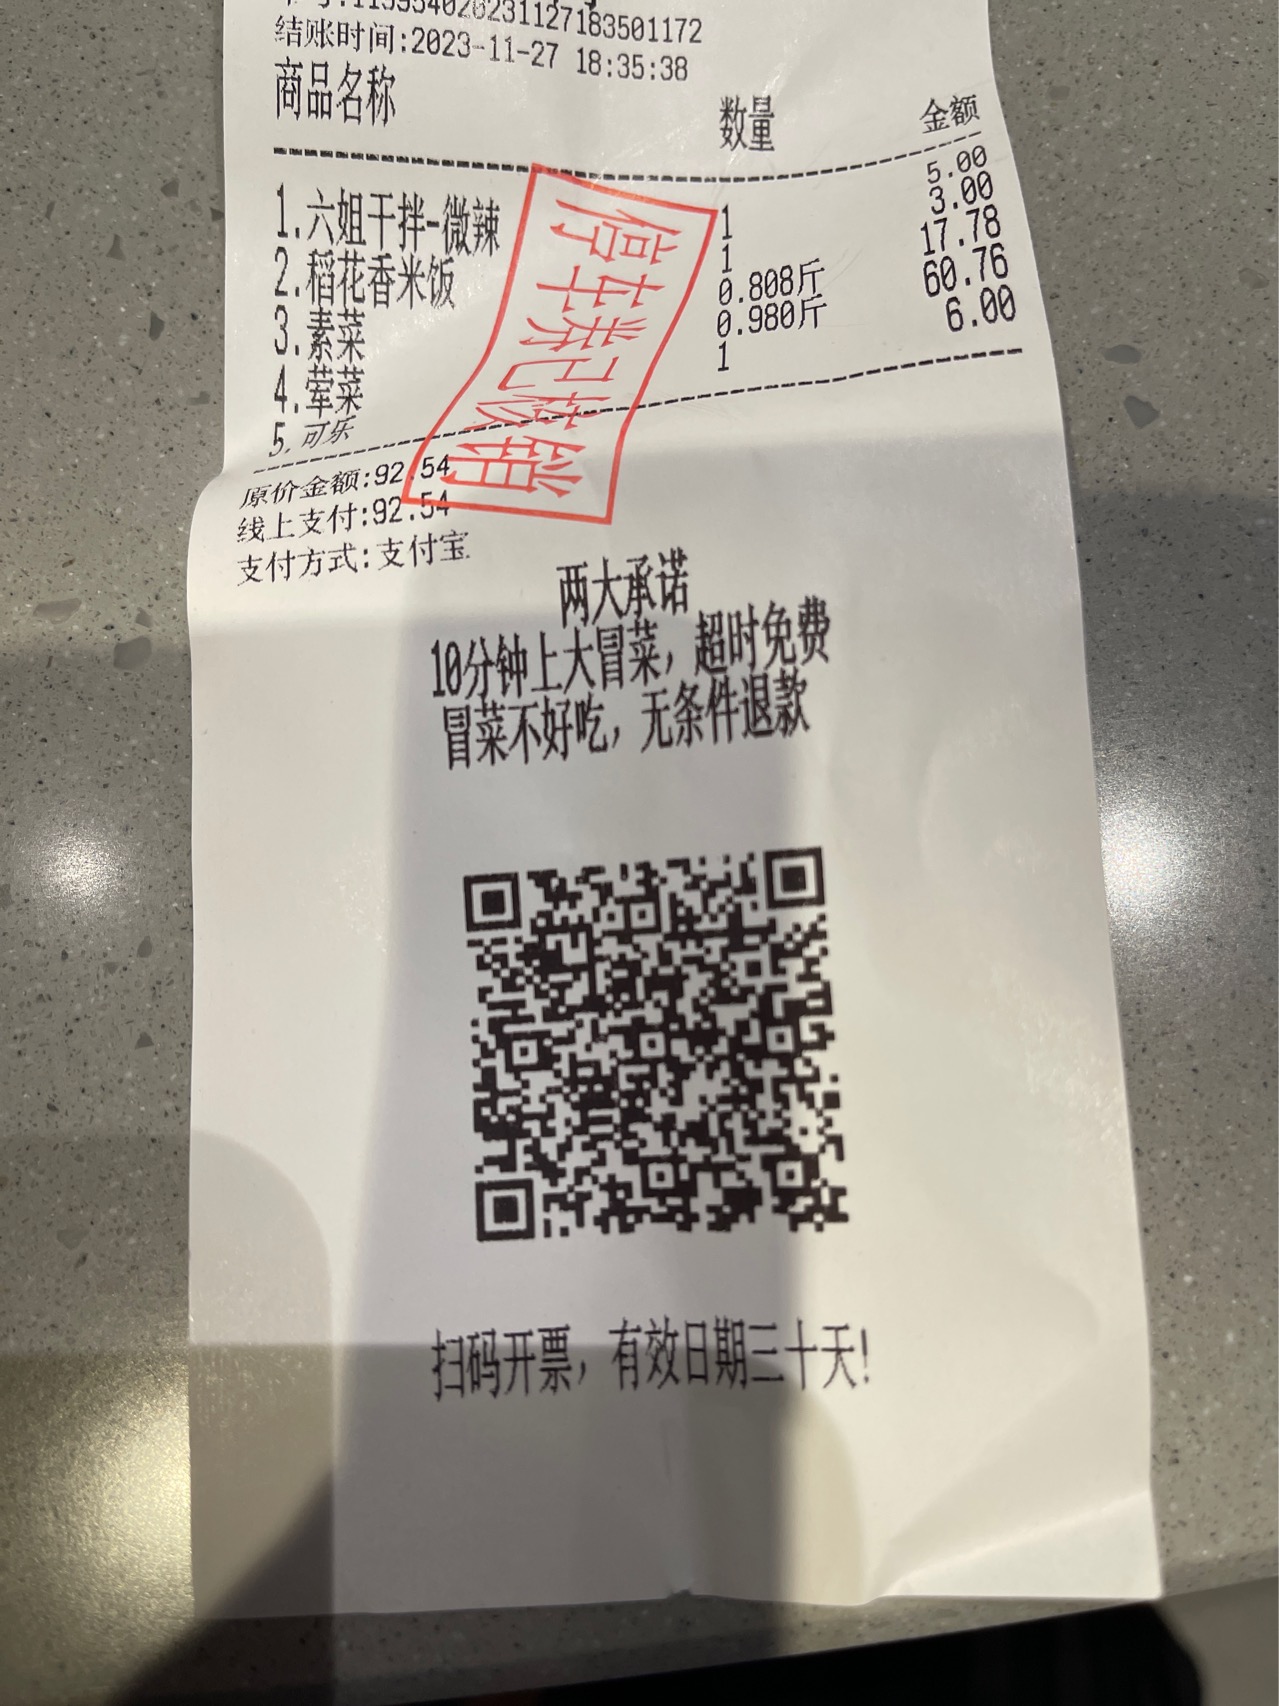 结账时间:2023-11-27 18:35:38
商品名称 数量 金额
1.六姐干拌-微辣 1 5.00
2.稻花香米饭 1 3.00
3.素菜 0.808斤 17.78
4.荤菜 0.980斤 60.76
5.可乐 1 6.00
停车券已核销
原价金额:92.54
线上支付:92.54
支付方式:支付宝
两大承诺
10分钟上大冒菜，超时免费
冒菜不好吃，无条件退款
扫码开票，有效日期三十天!